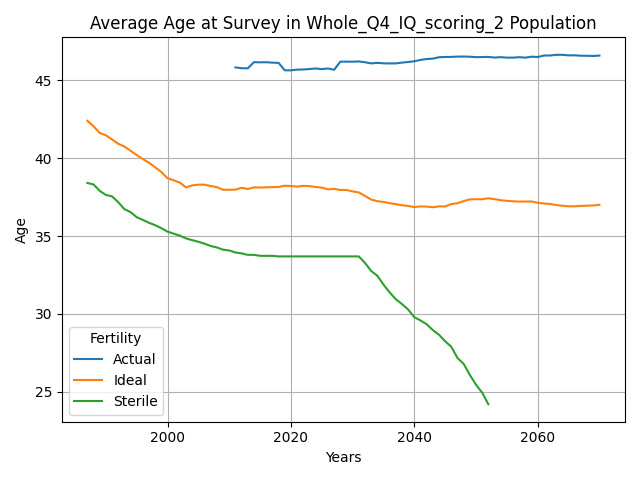 Average Age at Survey in Whole_Q4_IQ_scoring_2 Population
Age
45
40
35
30
25
Fertility
Actual
Ideal
Sterile
2000
2020
2040
2060
Years